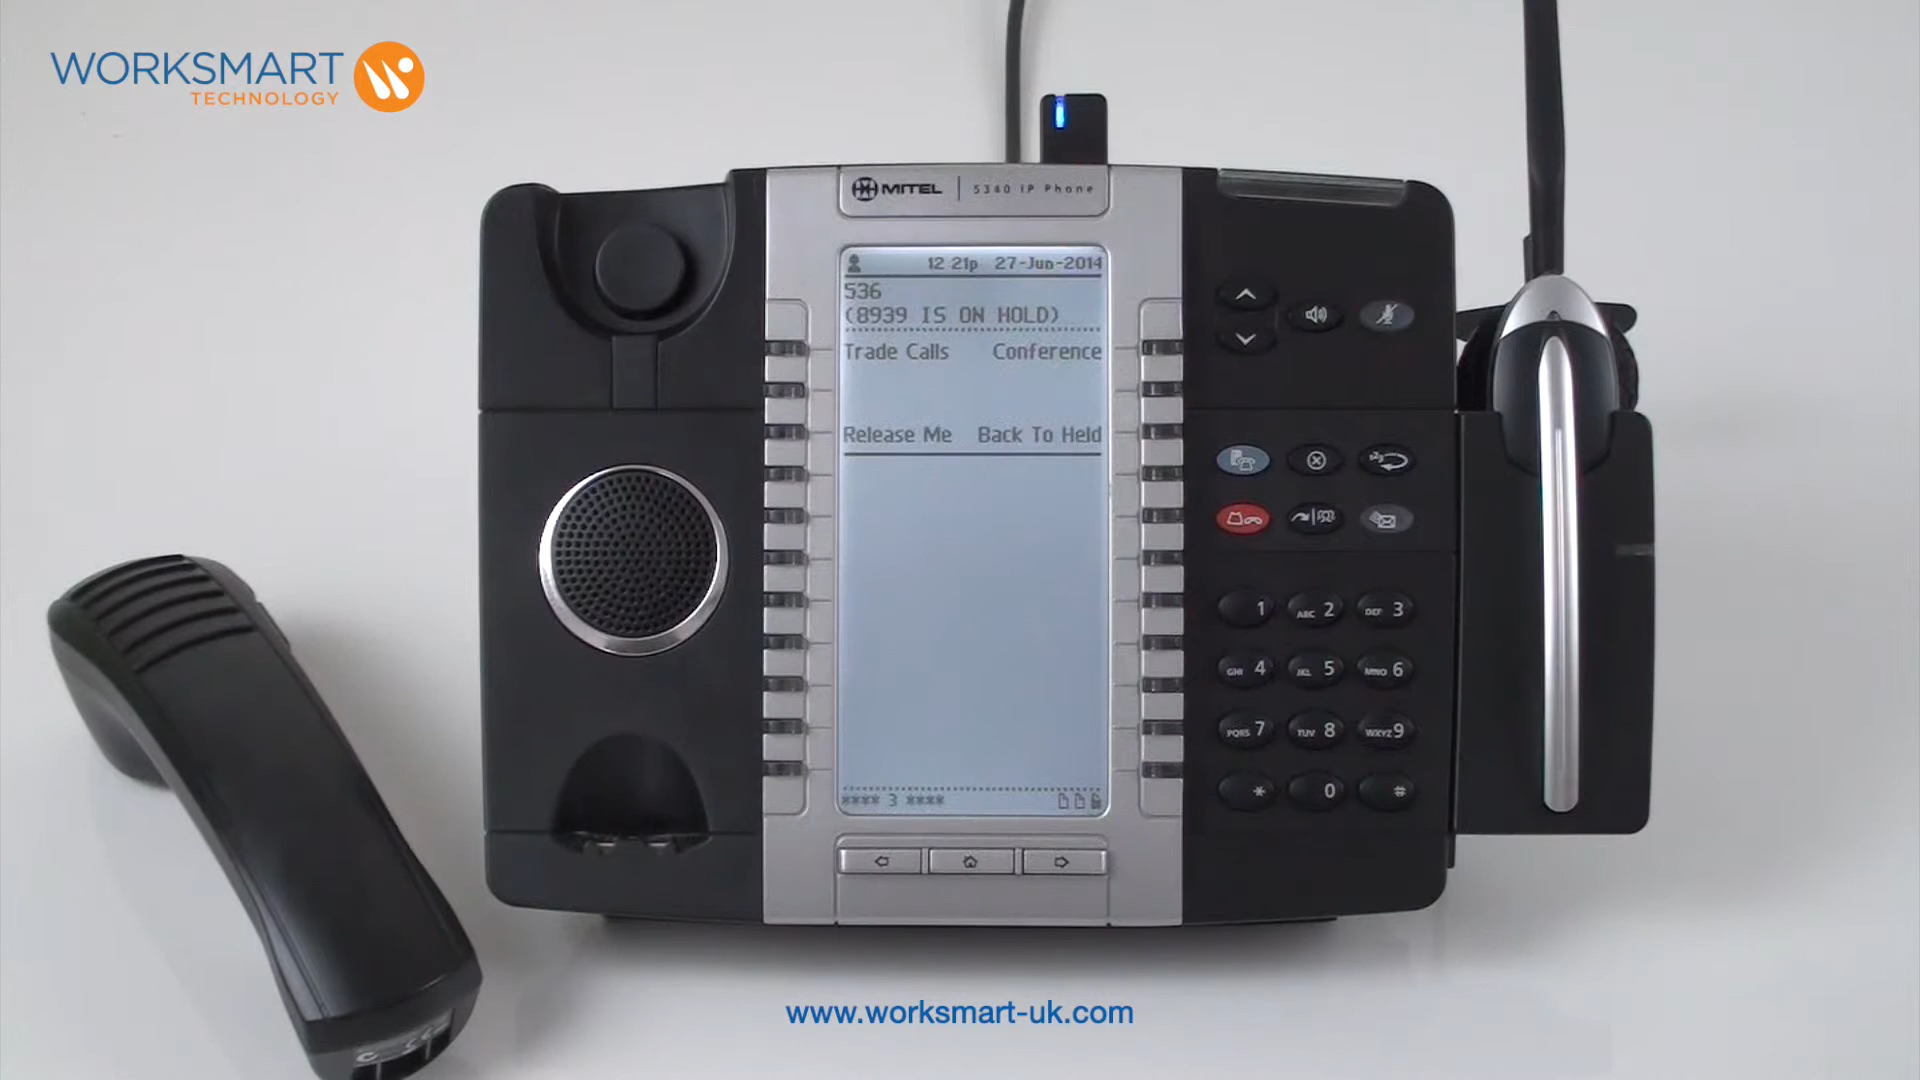 WORKSMART
TECHNOLOGY
MITEL | 5340 IP Phone
12 21p 27-Jun-2014
536
(8939 IS ON HOLD)
Trade Calls Conference
Release Me Back To Held
**** 3 ****
1 ABC 2 DEF 3
GHI 4 JKL 5 MNO 6
PQRS 7 TUV 8 WXYZ 9
* 0 #
www.worksmart-uk.com